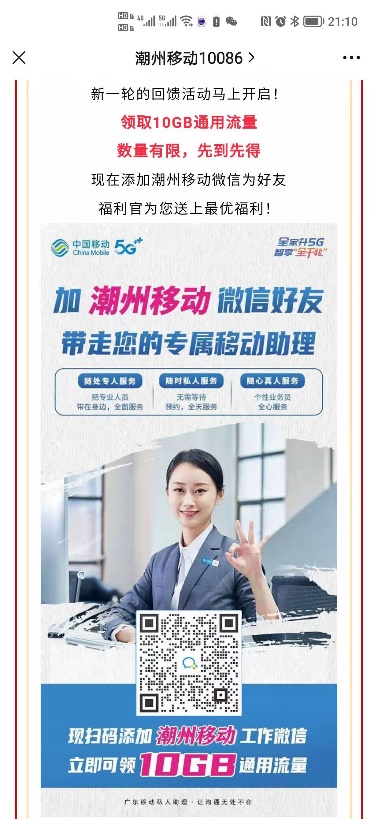 21:10
潮州移动10086
新一轮的回馈活动马上开启！
领取10GB通用流量
数量有限，先到先得
现在添加潮州移动微信为好友
福利官为您送上最优福利！
中国移动
China Mobile
5G++
全家升5G
智享“全千兆”
加 潮州移动 微信好友
带走您的专属移动助理
随处专人服务
随时私人服务
随心真人服务
把专业人员
带在身边，全面服务
无需等待
预约，全天服务
个性业务员
全心服务
现扫码添加 潮州移动 工作微信
立即可领 10GB 通用流量
广东移动私人助理·让沟通无处不在